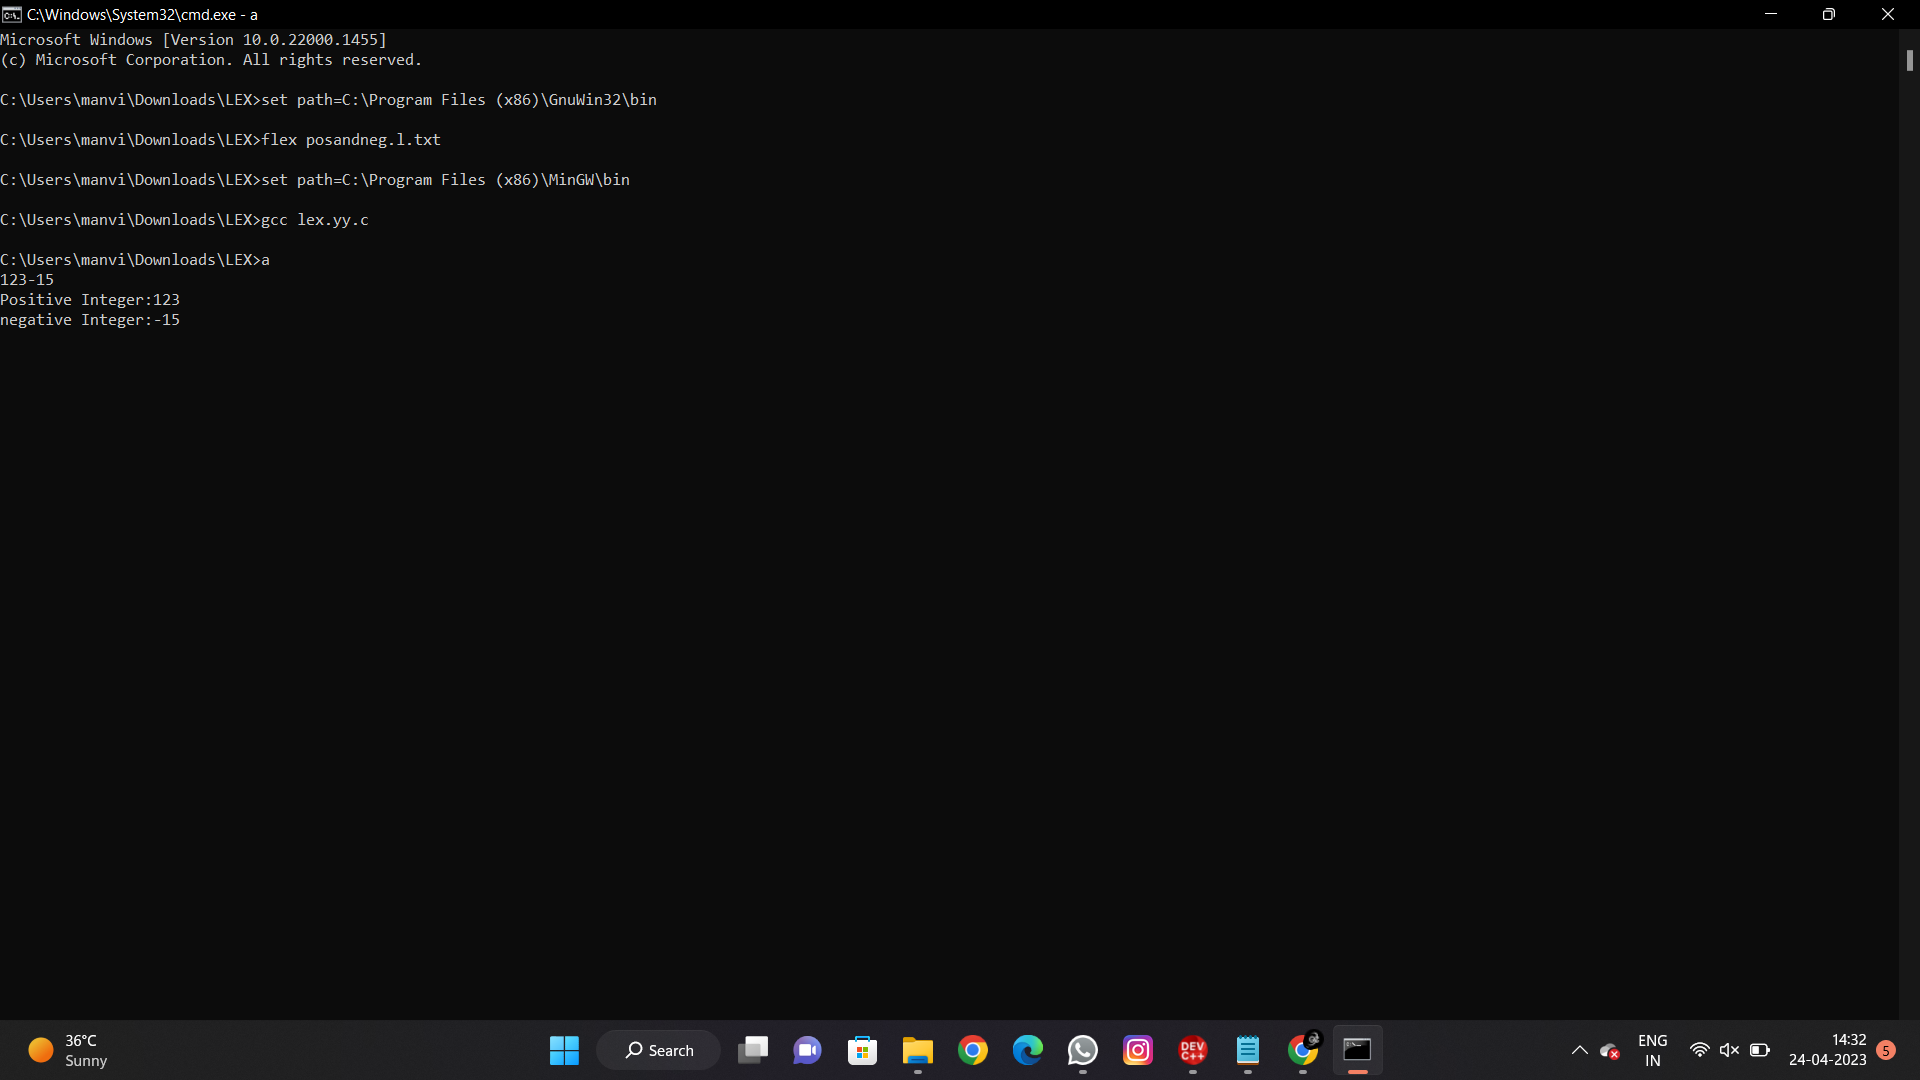 C:\Windows\System32\cmd.exe - a
Microsoft Windows [Version 10.0.22000.1455]
(c) Microsoft Corporation. All rights reserved.
C:\Users\manvi\Downloads\LEX>set path=C:\Program Files (x86)\GnuWin32\bin
C:\Users\manvi\Downloads\LEX>flex posandneg.l.txt
C:\Users\manvi\Downloads\LEX>set path=C:\Program Files (x86)\MinGW\bin
C:\Users\manvi\Downloads\LEX>gcc lex.yy.c
C:\Users\manvi\Downloads\LEX>a
123-15
Positive Integer:123
negative Integer:-15
36°C
Sunny
Search
DEV
C++
ENG
IN
14:32
24-04-2023
5